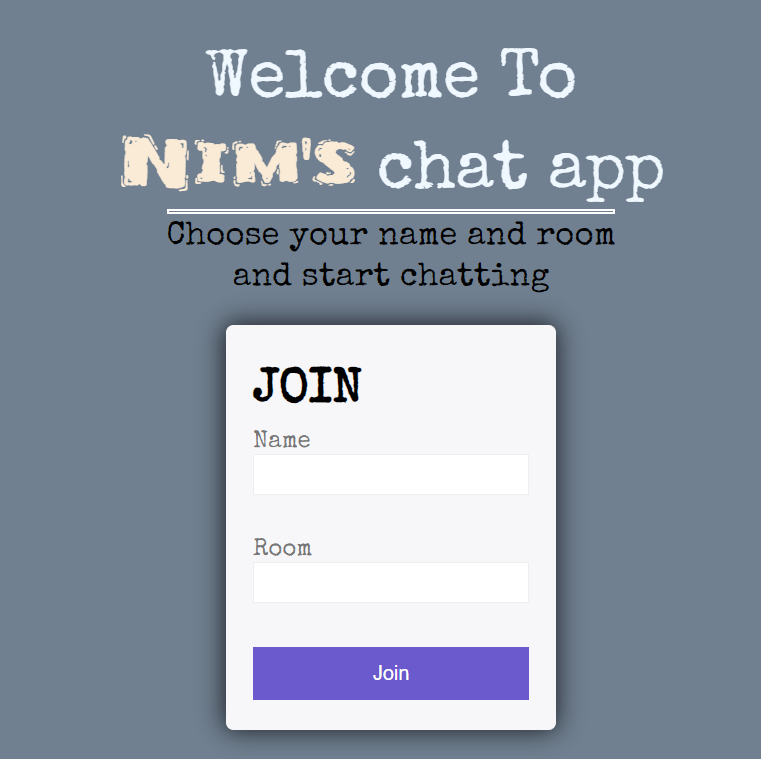 Welcome To
NIM'S chat app
Choose your name and room
and start chatting
JOIN
Name
Room
Join